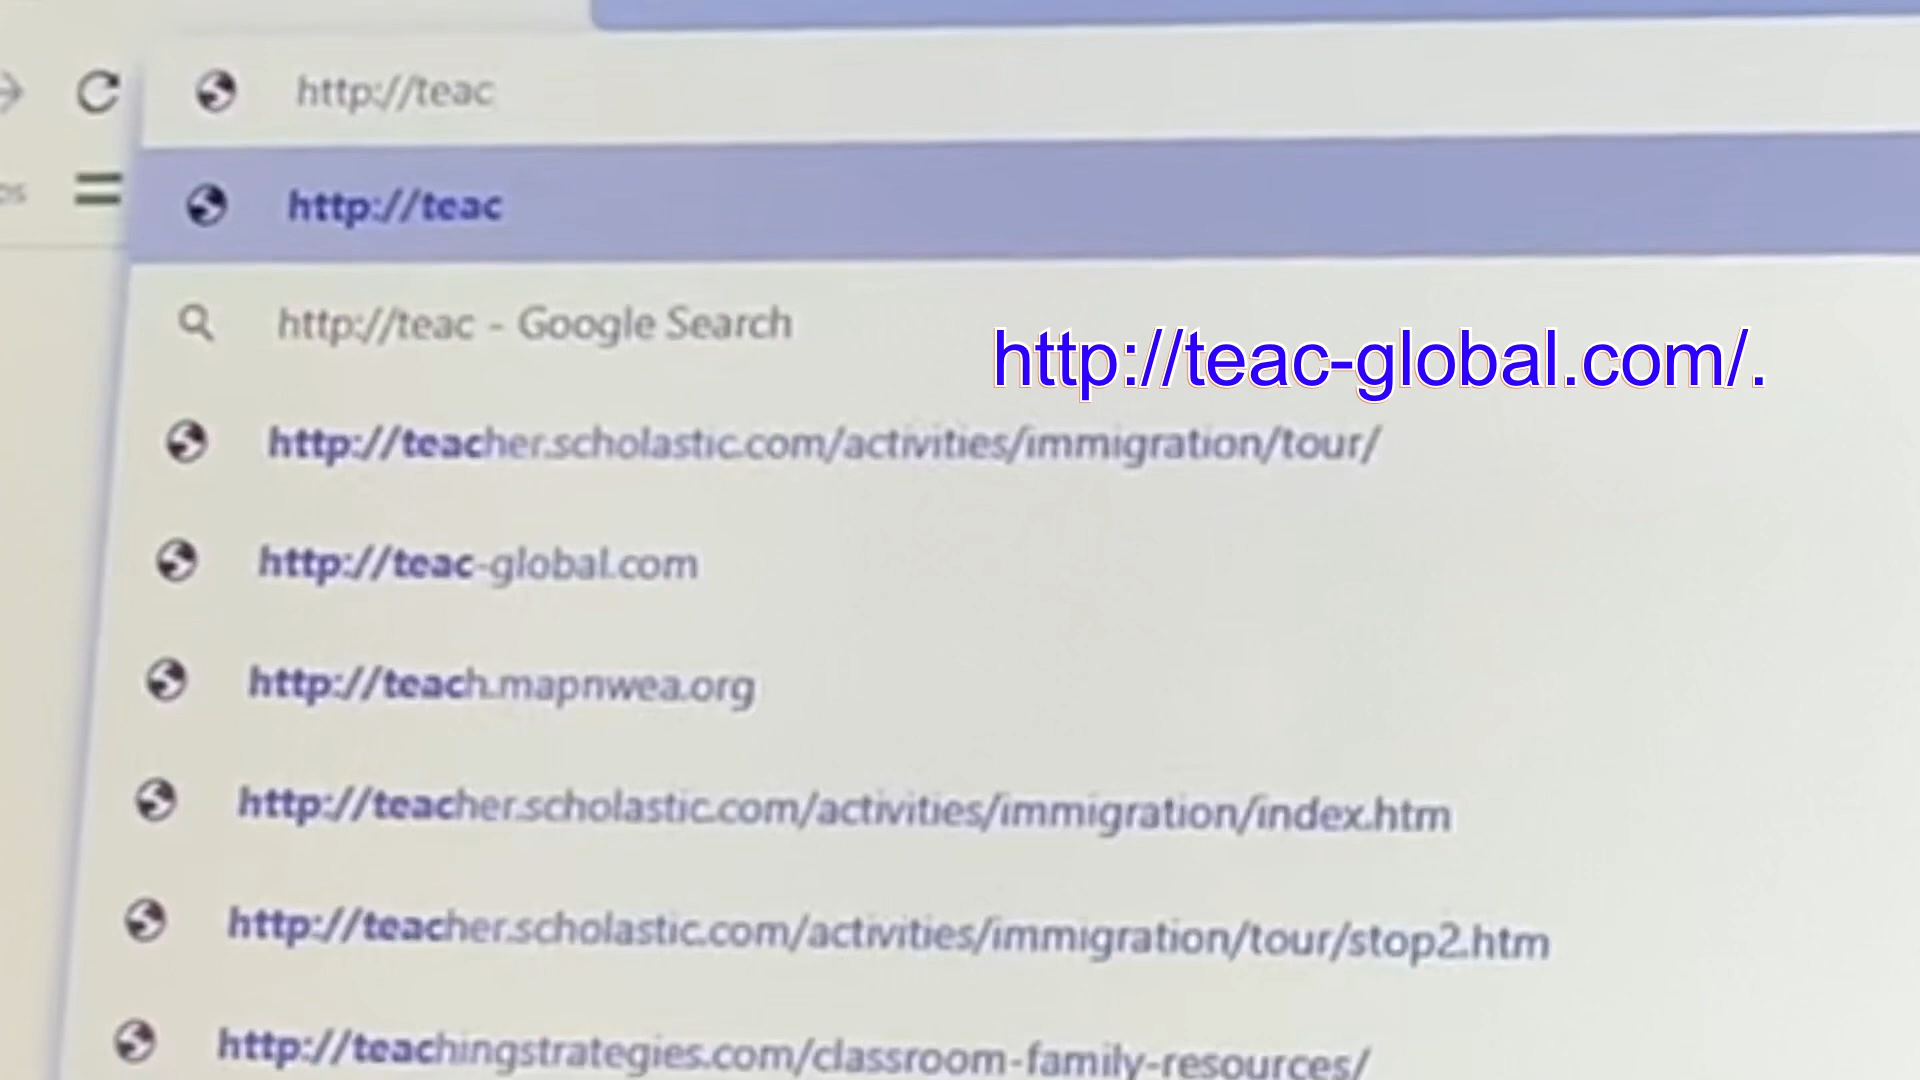 http://teac
os
http://teac
http://teac - Google Search
http://teac-global.com/.
http://teacher.scholastic.com/activities/immigration/tour/
http://teac-global.com
http://teach.mapnwea.org
http://teacher.scholastic.com/activities/immigration/index.htm
http://teacher.scholastic.com/activities/immigration/tour/stop2.htm
http://teachingstrategies.com/classroom-family-resources/